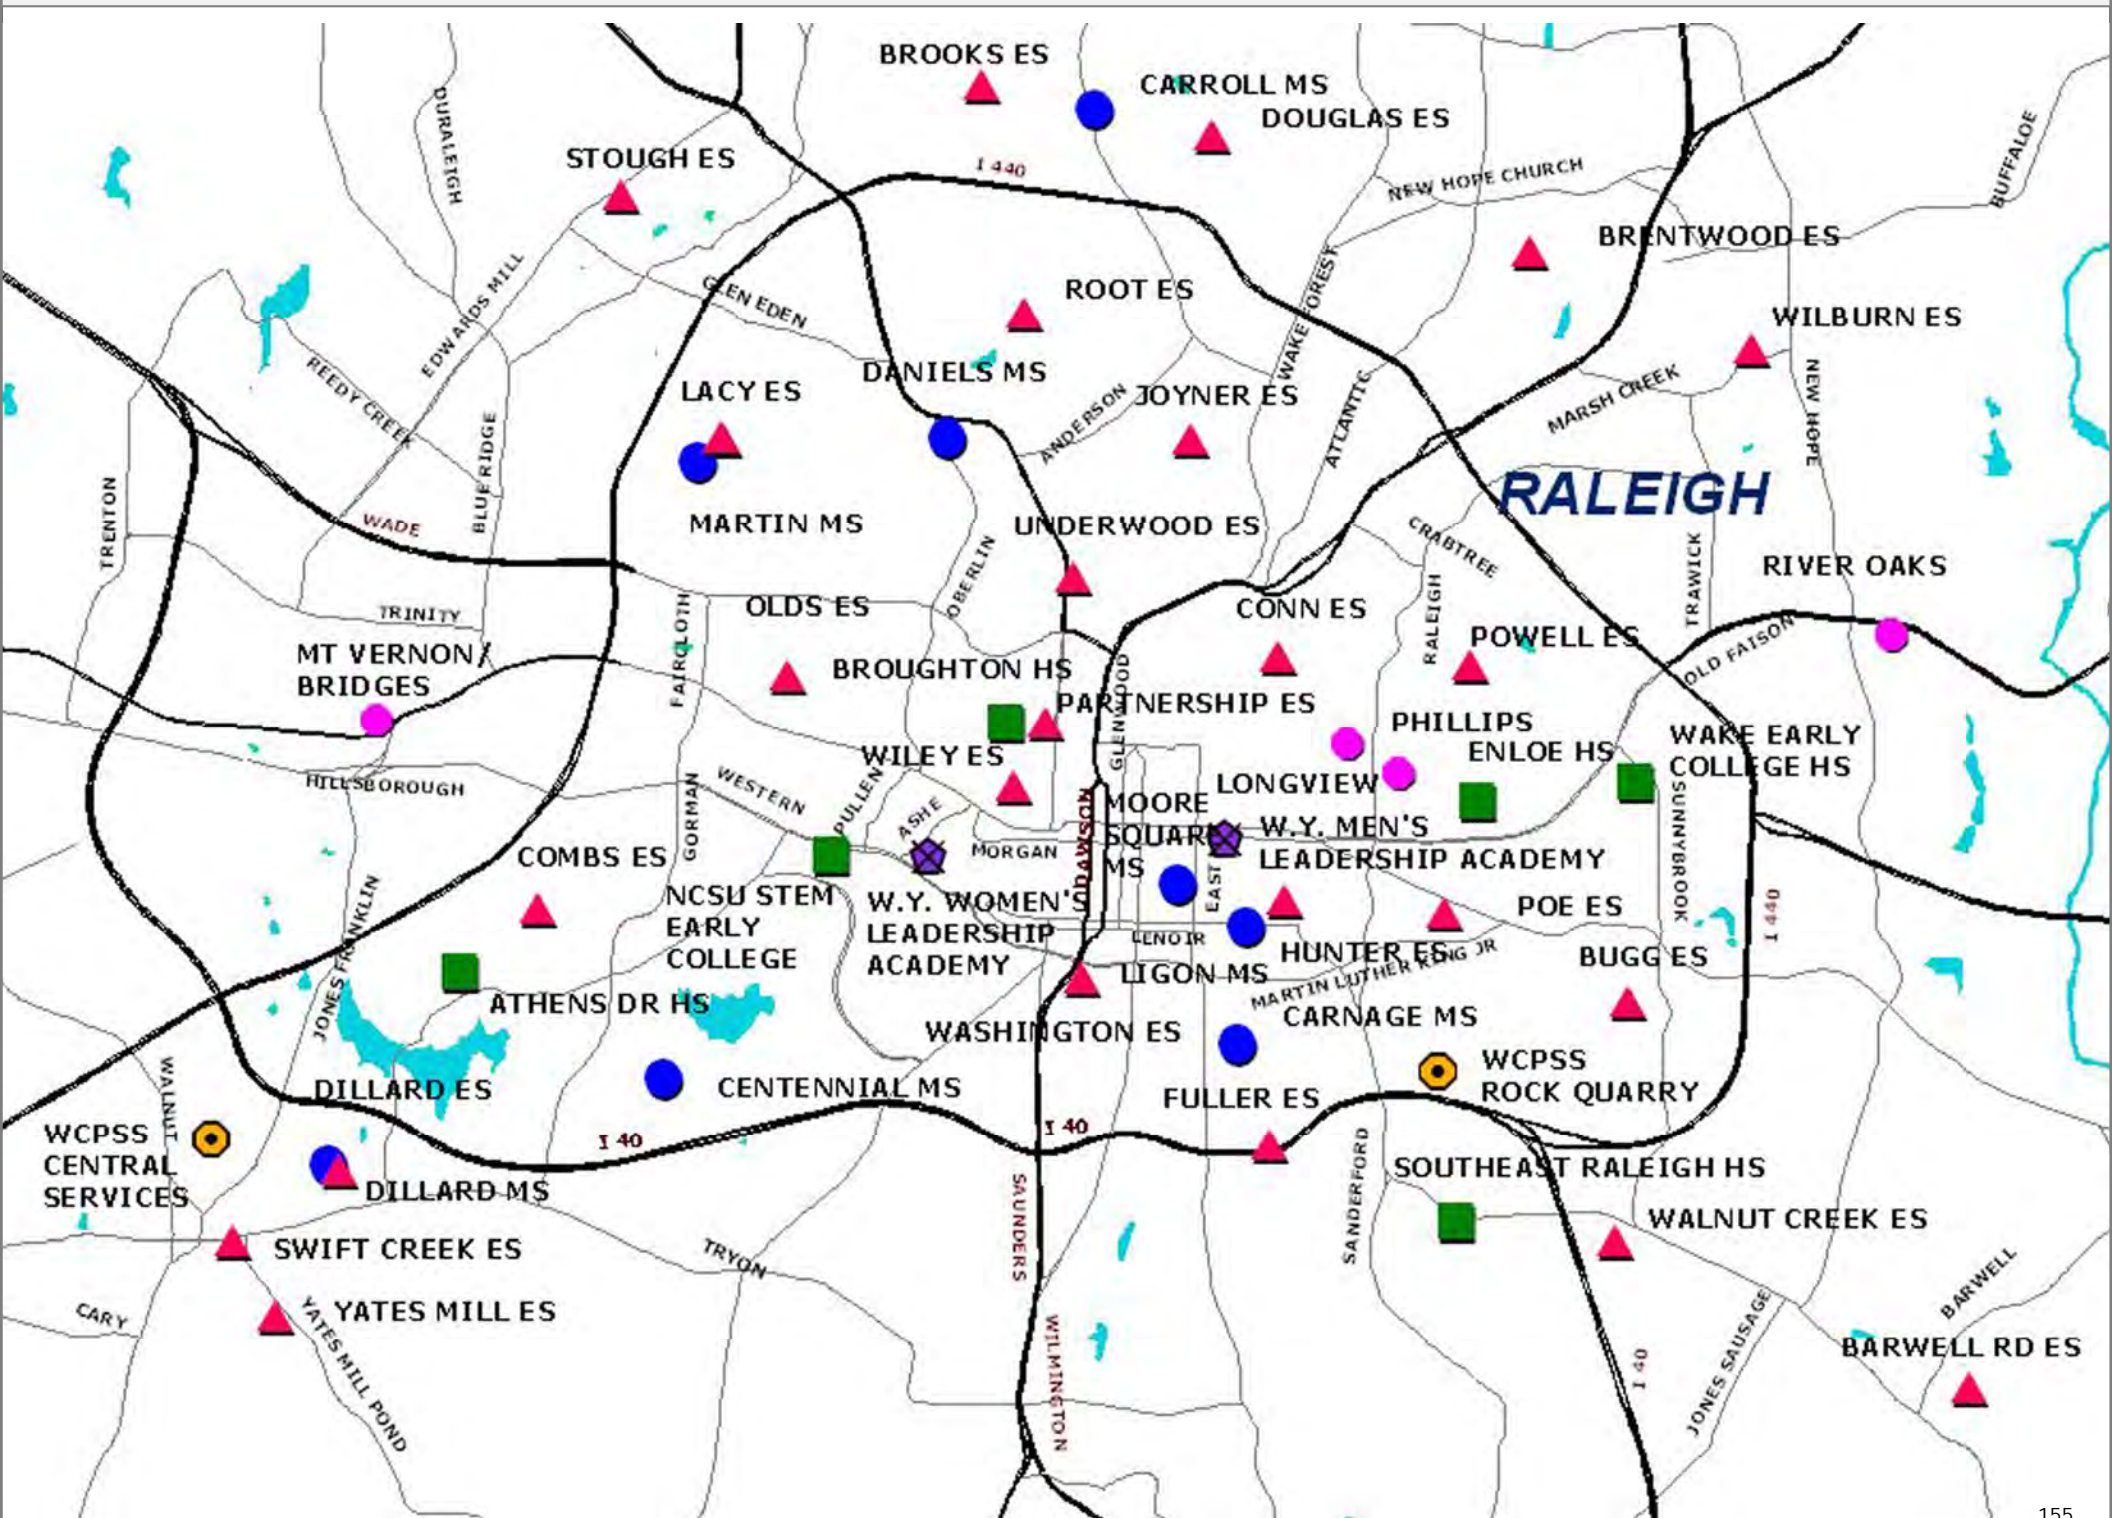 BROOKS ES
CARROLL MS
DOUGLAS ES
DURALEIGH
STOUGH ES
I 440
NEW HOPE CHURCH
BUFFALOE
BRENTWOOD ES
EDWARDS MILL
GLEN EDEN
ROOT ES
WAKE FOREST
WILBURN ES
REEDY CREEK
DANIELS MS
LACY ES
JOYNER ES
ANDERSON
ATLANTIC
MARSH CREEK
NEW HOPE
BLUE RIDGE
TRENTON
RALEIGH
WADE
MARTIN MS
UNDERWOOD ES
CRABTREE
OBERLIN
TRAWICK
RIVER OAKS
TRINITY
FAIRCLOTH
OLDS ES
CONN ES
RALEIGH
POWELL ES
OLD FAISON
MT VERNON/
BRIDGES
BROUGHTON HS
GLENWOOD
PARTNERSHIP ES
PHILLIPS
WAKE EARLY
COLLEGE HS
WILEY ES
ENLOE HS
HILLSBOROUGH
WESTERN
PULLEN
GORMAN
ASHE
LONGVIEW
SUNNYBROOK
DAWSON
MOORE
SQUARE
MS
W.Y. MEN'S
LEADERSHIP ACADEMY
MORGAN
COMBS ES
EAST
NCSU STEM
EARLY
COLLEGE
W.Y. WOMEN'S
LEADERSHIP
ACADEMY
POE ES
I 440
JONES FRANKLIN
LENOIR
HUNTER ES
BUGG ES
LIGON MS
MARTIN LUTHER KING JR
ATHENS DR HS
WASHINGTON ES
CARNAGE MS
WALNUT
DILLARD ES
CENTENNIAL MS
FULLER ES
WCPSS
ROCK QUARRY
WCPSS
CENTRAL
SERVICES
I 40
I 40
SANDERFORD
SOUTHEAST RALEIGH HS
DILLARD MS
SAUNDERS
WALNUT CREEK ES
SWIFT CREEK ES
TRYON
BARWELL
CARY
YATES MILL ES
YATES MILL POND
WILMINGTON
I 40
JONES SAUSAGE
BARWELL RD ES
155